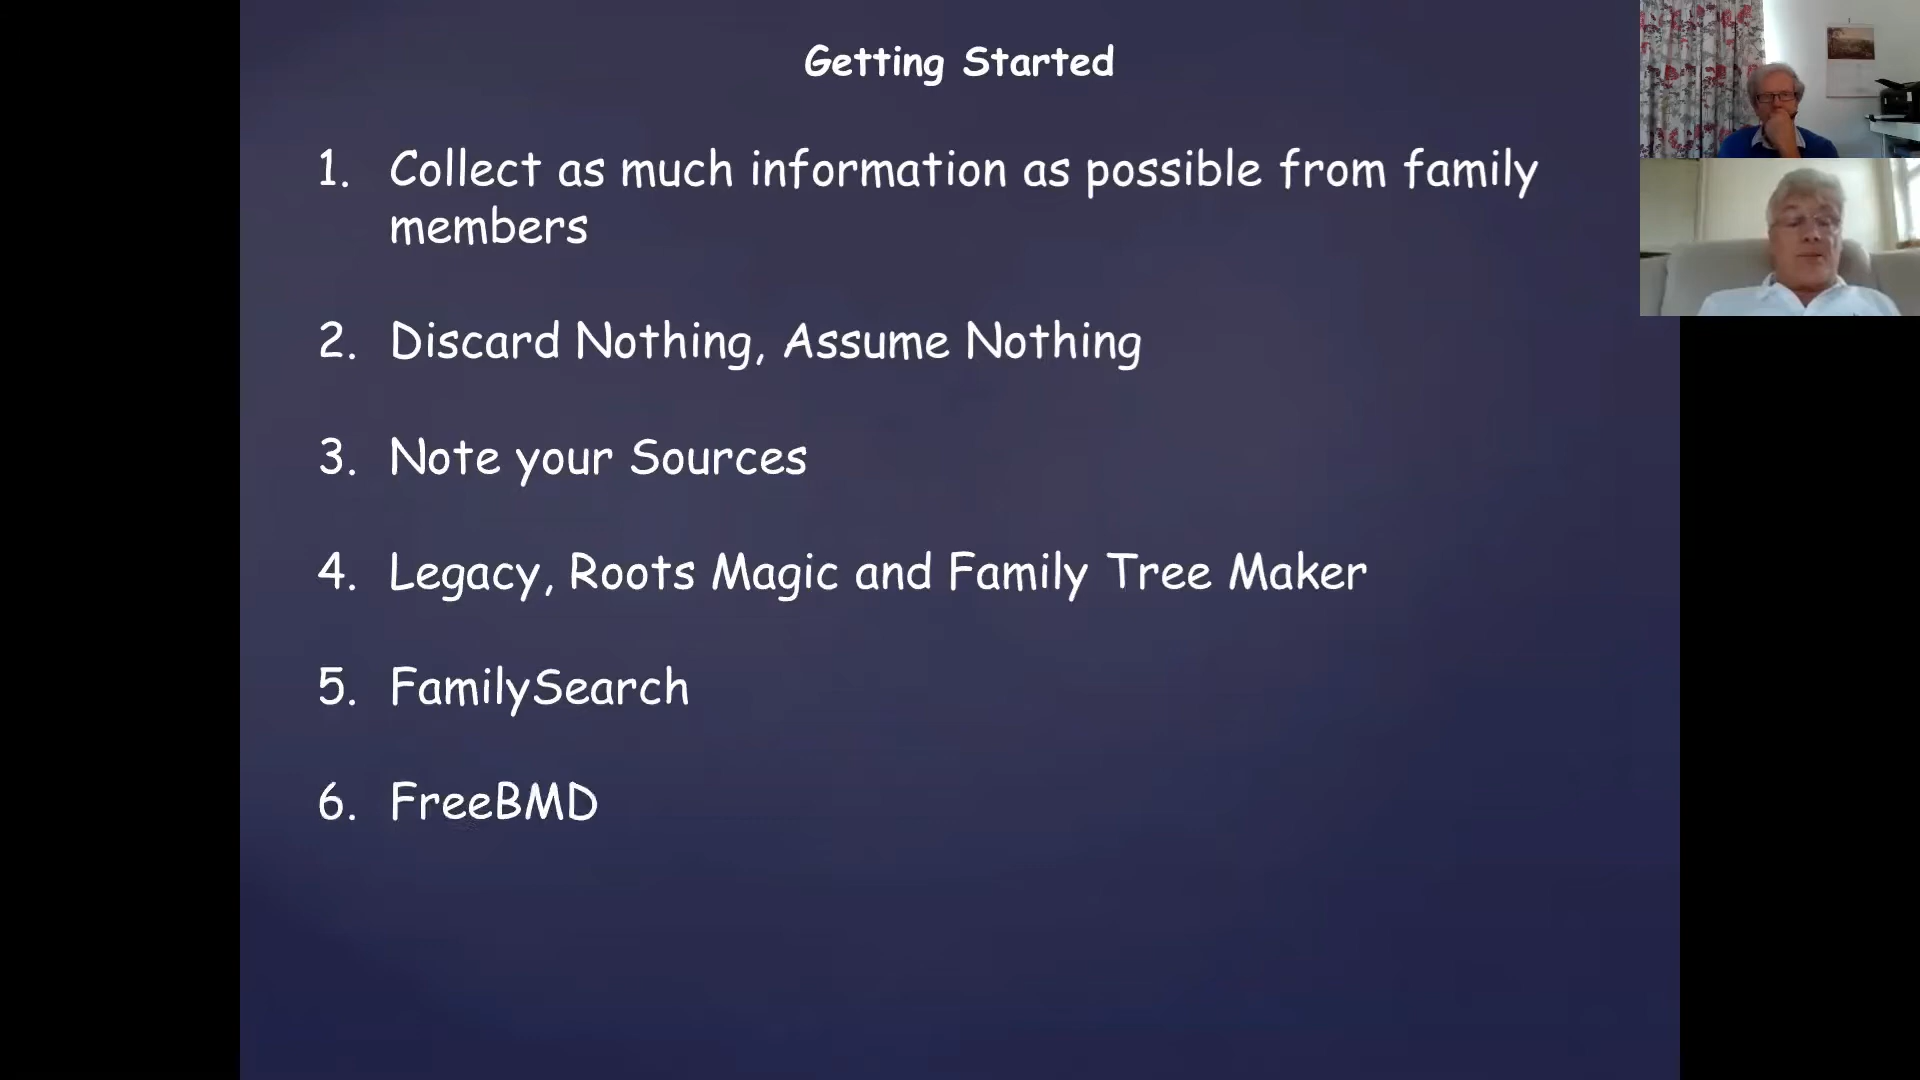 Getting Started
1. Collect as much information as possible from family
members
2. Discard Nothing, Assume Nothing
3. Note your Sources
4. Legacy, Roots Magic and Family Tree Maker
5. FamilySearch
6. FreeBMD